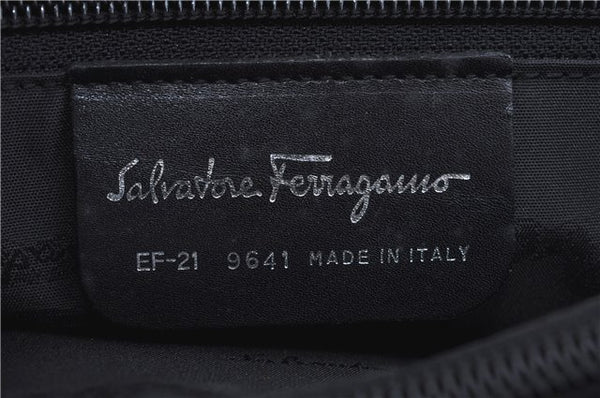 Salvatore Ferragamo
EF-21 9641 MADE IN ITALY